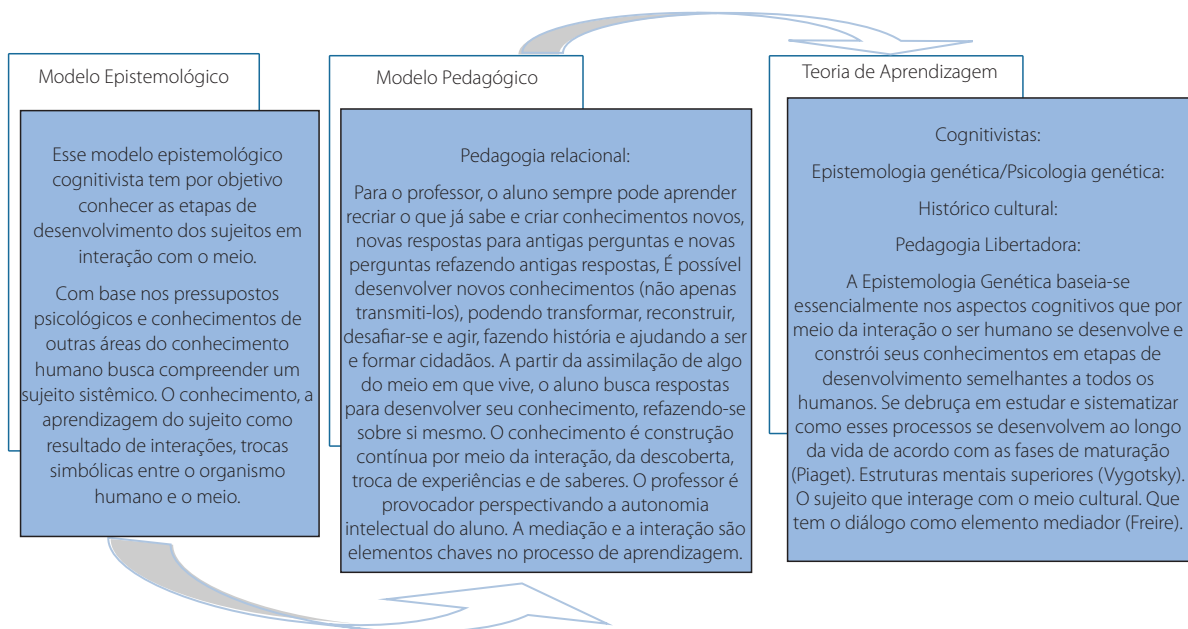 Modelo Epistemológico
Esse modelo epistemológico
cognitivista tem por objetivo
conhecer as etapas de
desenvolvimento dos sujeitos em
interação com o meio.
Com base nos pressupostos
psicológicos e conhecimentos de
outras áreas do conhecimento
humano busca compreender um
sujeito sistêmico. O conhecimento, a
aprendizagem do sujeito como
resultado de interações, trocas
simbólicas entre o organismo
humano e o meio.
Modelo Pedagógico
Pedagogia relacional:
Para o professor, o aluno sempre pode aprender
recriar o que já sabe e criar conhecimentos novos,
novas respostas para antigas perguntas e novas
perguntas refazendo antigas respostas, É possível
desenvolver novos conhecimentos (não apenas
transmiti-los), podendo transformar, reconstruir,
desafiar-se e agir, fazendo história e ajudando a ser
e formar cidadãos. A partir da assimilação de algo
do meio em que vive, o aluno busca respostas
para desenvolver seu conhecimento, refazendo-se
sobre si mesmo. O conhecimento é construção
contínua por meio da interação, da descoberta,
troca de experiências e de saberes. O professor é
provocador perspectivando a autonomia
intelectual do aluno. A mediação e a interação são
elementos chaves no processo de aprendizagem.
Teoria de Aprendizagem
Cognitivistas:
Epistemologia genética/Psicologia genética:
Histórico cultural:
Pedagogia Libertadora:
A Epistemologia Genética baseia-se
essencialmente nos aspectos cognitivos que por
meio da interação o ser humano se desenvolve e
constrói seus conhecimentos em etapas de
desenvolvimento semelhantes a todos os
humanos. Se debruça em estudar e sistematizar
como esses processos se desenvolvem ao longo
da vida de acordo com as fases de maturação
(Piaget). Estruturas mentais superiores (Vygotsky).
O sujeito que interage com o meio cultural. Que
tem o diálogo como elemento mediador (Freire).